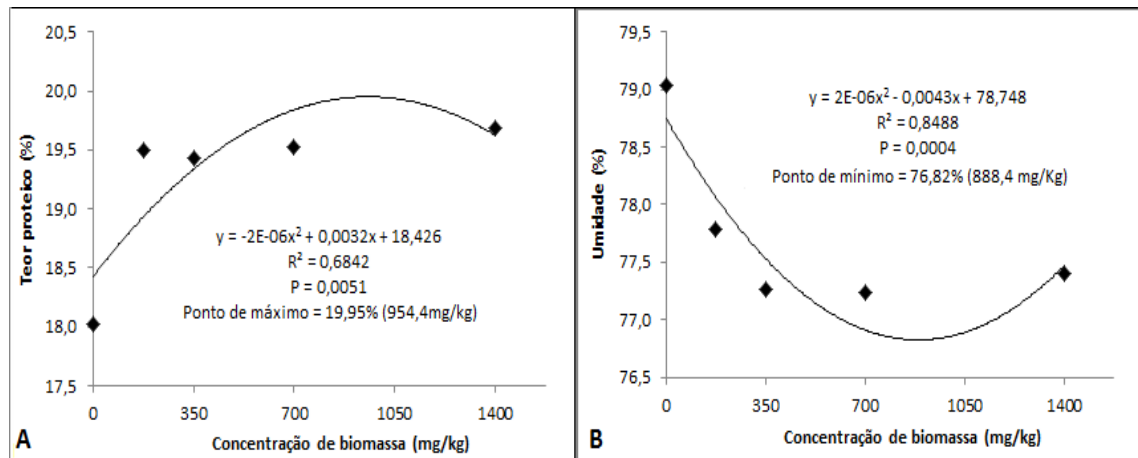 Teor proteico (%)
20,5
20,0
19,5
19,0
18,5
18,0
17,5
y = -2E-06x² + 0,0032x + 18,426
R² = 0,6842
P = 0,0051
Ponto de máximo = 19,95% (954,4mg/kg)
0 350 700 1050 1400
A
Concentração de biomassa (mg/kg)
Umidade (%)
79,5
79,0
78,5
78,0
77,5
77,0
76,5
y = 2E-06x² - 0,0043x + 78,748
R² = 0,8488
P = 0,0004
Ponto de mínimo = 76,82% (888,4 mg/Kg)
0 350 700 1050 1400
B
Concentração de biomassa (mg/kg)